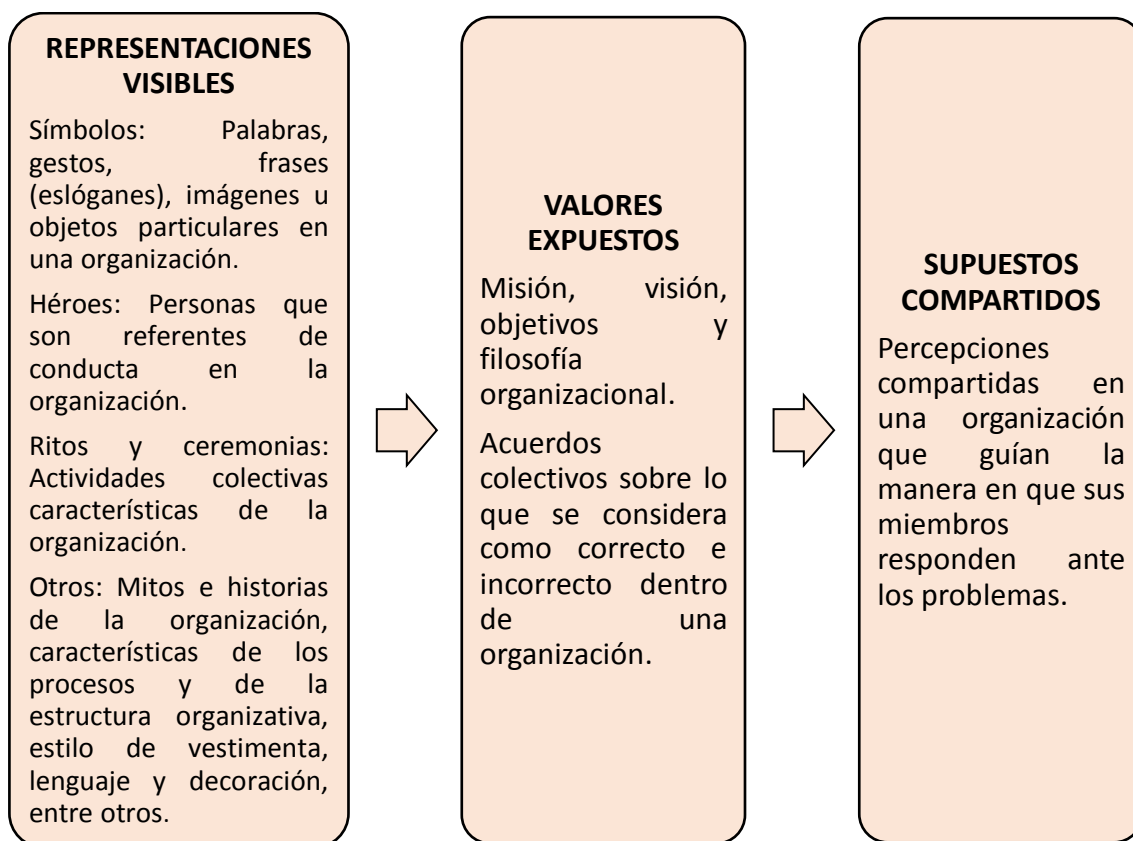 REPRESENTACIONES
VISIBLES
Símbolos: Palabras,
gestos, frases
(eslóganes), imágenes u
objetos particulares en
una organización.
Héroes: Personas que
son referentes de
conducta en la
organización.
Ritos y ceremonias:
Actividades colectivas
características de la
organización.
Otros: Mitos e historias
de la organización,
características de los
procesos y de la
estructura organizativa,
estilo de vestimenta,
lenguaje y decoración,
entre otros.
VALORES
EXPUESTOS
Misión, visión,
objetivos y
filosofía
organizacional.
Acuerdos
colectivos sobre lo
que se considera
como correcto e
incorrecto dentro
de una
organización.
SUPUESTOS
COMPARTIDOS
Percepciones
compartidas en
una organización
que guían la
manera en que sus
miembros
responden ante
los problemas.